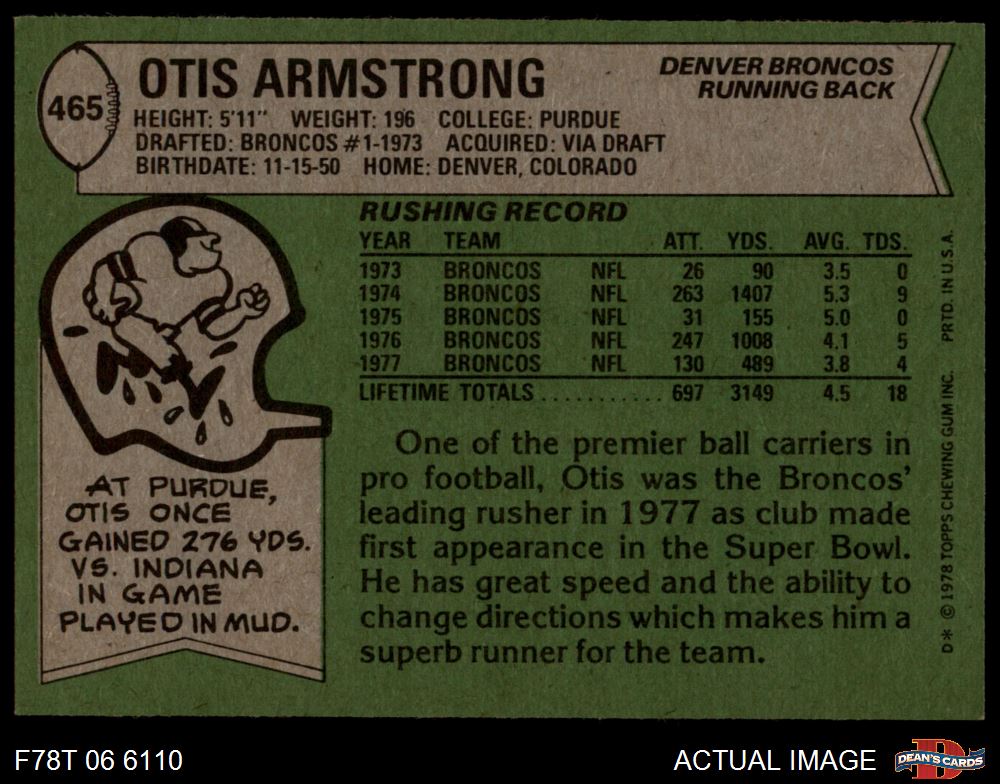 465
OTIS ARMSTRONG
DENVER BRONCOS
RUNNING BACK
HEIGHT: 5'11" WEIGHT: 196 COLLEGE: PURDUE
DRAFTED: BRONCOS #1-1973 ACQUIRED: VIA DRAFT
BIRTHDATE: 11-15-50 HOME: DENVER, COLORADO
RUSHING RECORD
YEAR TEAM ATT. YDS. AVG. TDS.
1973 BRONCOS NFL 26 90 3.5 0
1974 BRONCOS NFL 263 1407 5.3 9
1975 BRONCOS NFL 31 155 5.0 0
1976 BRONCOS NFL 247 1008 4.1 5
1977 BRONCOS NFL 130 489 3.8 4
LIFETIME TOTALS ........... 697 3149 4.5 18
AT PURDUE,
OTIS ONCE
GAINED 276 YDS.
VS. INDIANA
IN GAME
PLAYED IN MUD.
One of the premier ball carriers in
pro football, Otis was the Broncos'
leading rusher in 1977 as club made
first appearance in the Super Bowl.
He has great speed and the ability to
change directions which makes him a
superb runner for the team.
D* © 1978 TOPPS CHEWING GUM INC. PRTD. IN U.S.A.
F78T 06 6110
ACTUAL IMAGE
D
DEAN'S CARDS